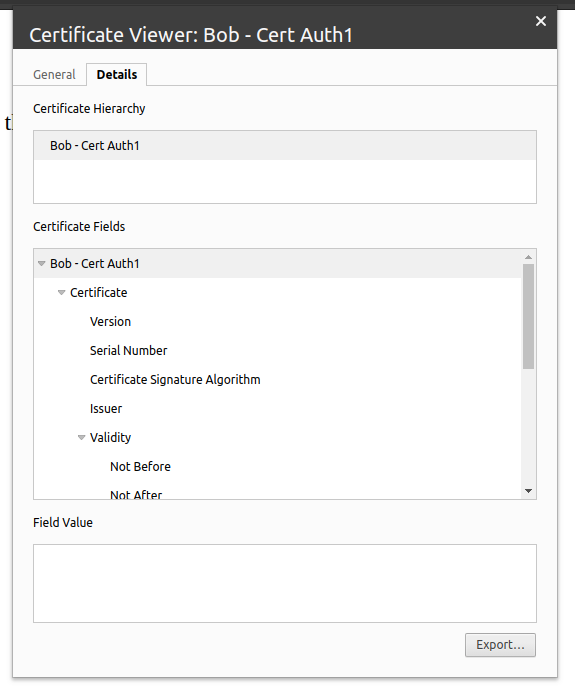 Certificate Viewer: Bob - Cert Auth1
General
Details
Certificate Hierarchy
Bob - Cert Auth1
Certificate Fields
Bob - Cert Auth1
Certificate
Version
Serial Number
Certificate Signature Algorithm
Issuer
Validity
Not Before
Not After
Field Value
Export...